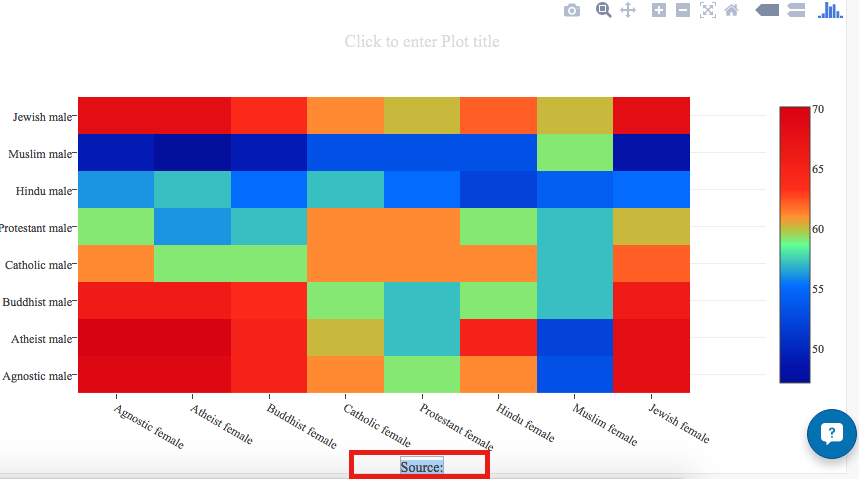 Click to enter Plot title
Jewish male
Muslim male
Hindu male
Protestant male
Catholic male
Buddhist male
Atheist male
Agnostic male
70
65
60
55
50
Agnostic female
Atheist female
Buddhist female
Catholic female
Protestant female
Hindu female
Muslim female
Jewish female
Source:
?